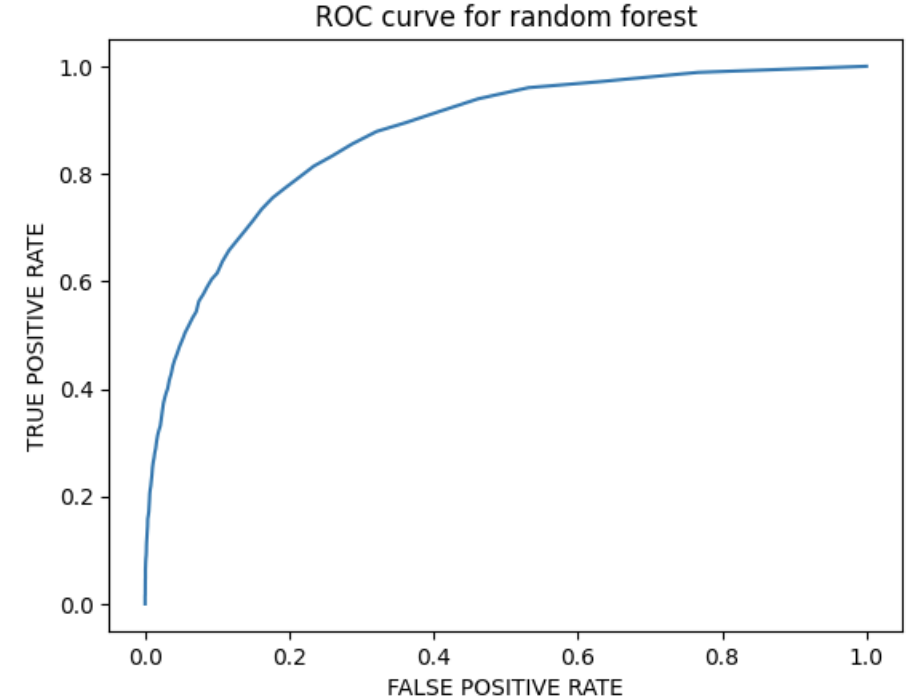 ROC curve for random forest
1.0
0.8
0.6
0.4
0.2
0.0
TRUE POSITIVE RATE
0.0 0.2 0.4 0.6 0.8 1.0
FALSE POSITIVE RATE